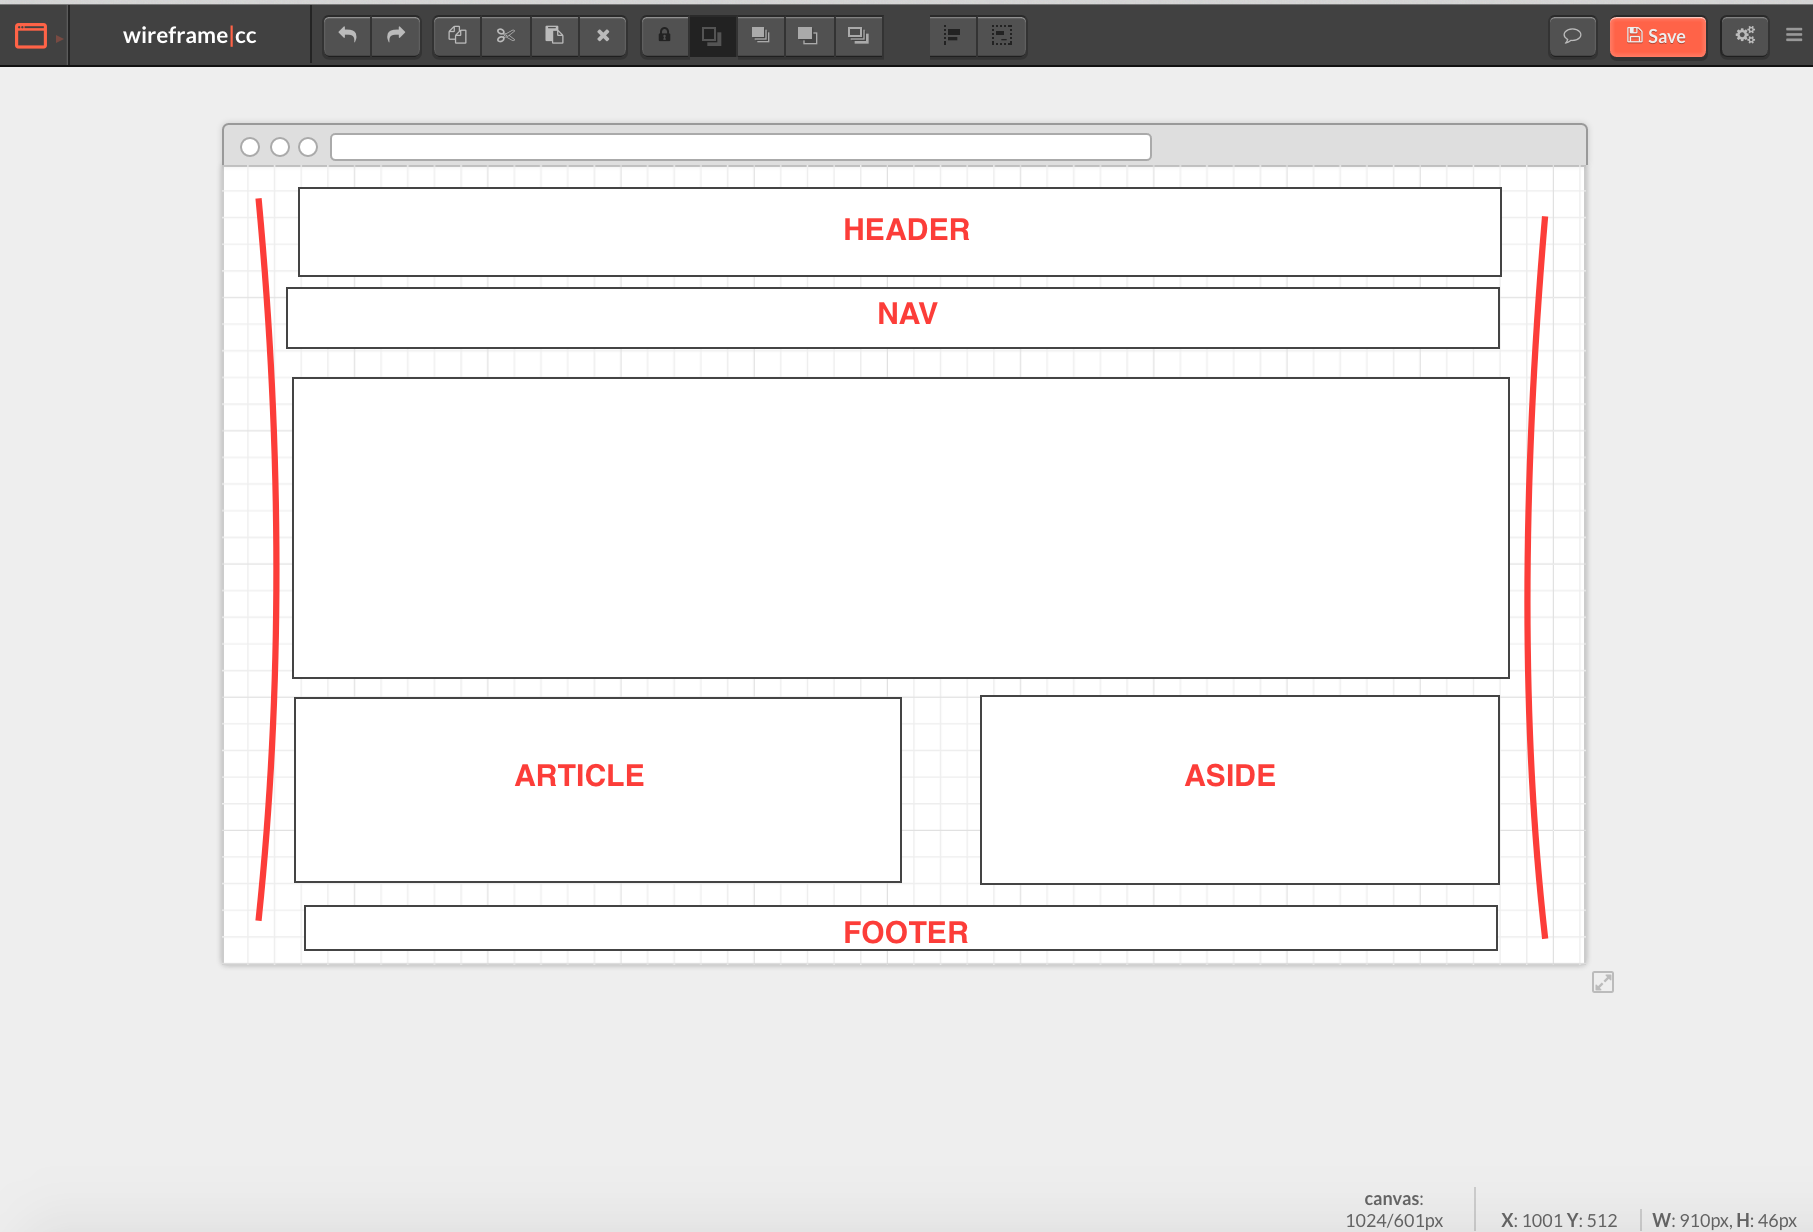 wireframe|cc
Save
HEADER
NAV
ARTICLE
ASIDE
FOOTER
canvas:
1024/601px
X: 1001 Y: 512
W: 910px, H: 46px